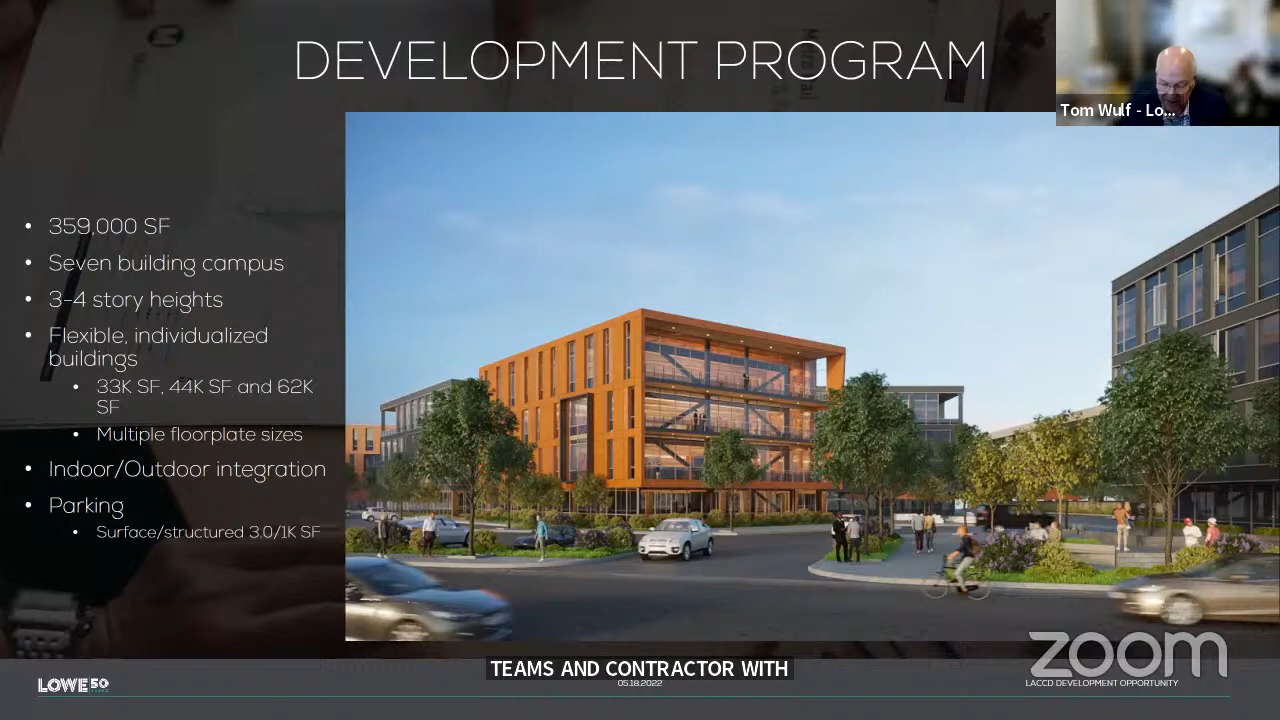 DEVELOPMENT PROGRAM
Tom Wulf - Lo...
• 359,000 SF
• Seven building campus
• 3-4 story heights
• Flexible, individualized
buildings
• 33K SF, 44K SF and 62K
SF
• Multiple floorplate sizes
• Indoor/Outdoor integration
• Parking
• Surface/structured 3.0/1K SF
TEAMS AND CONTRACTOR WITH
zoom
LOWE 50
05.18.2022
LACCD DEVELOPMENT OPPORTUNITY